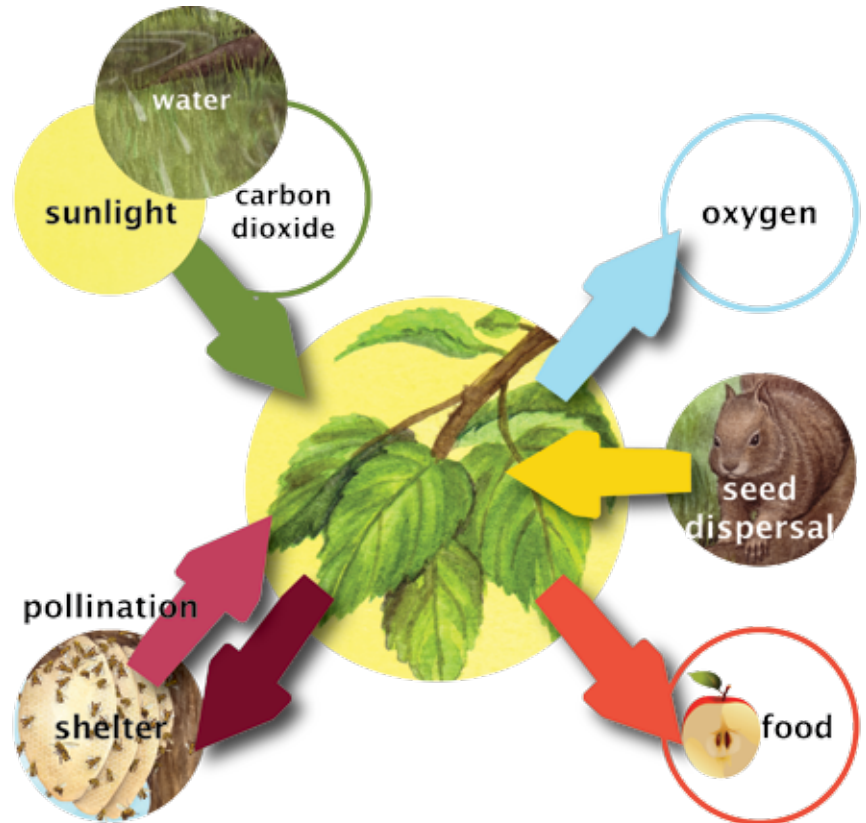 water
sunlight
carbon
dioxide
oxygen
seed
dispersal
pollination
shelter
food